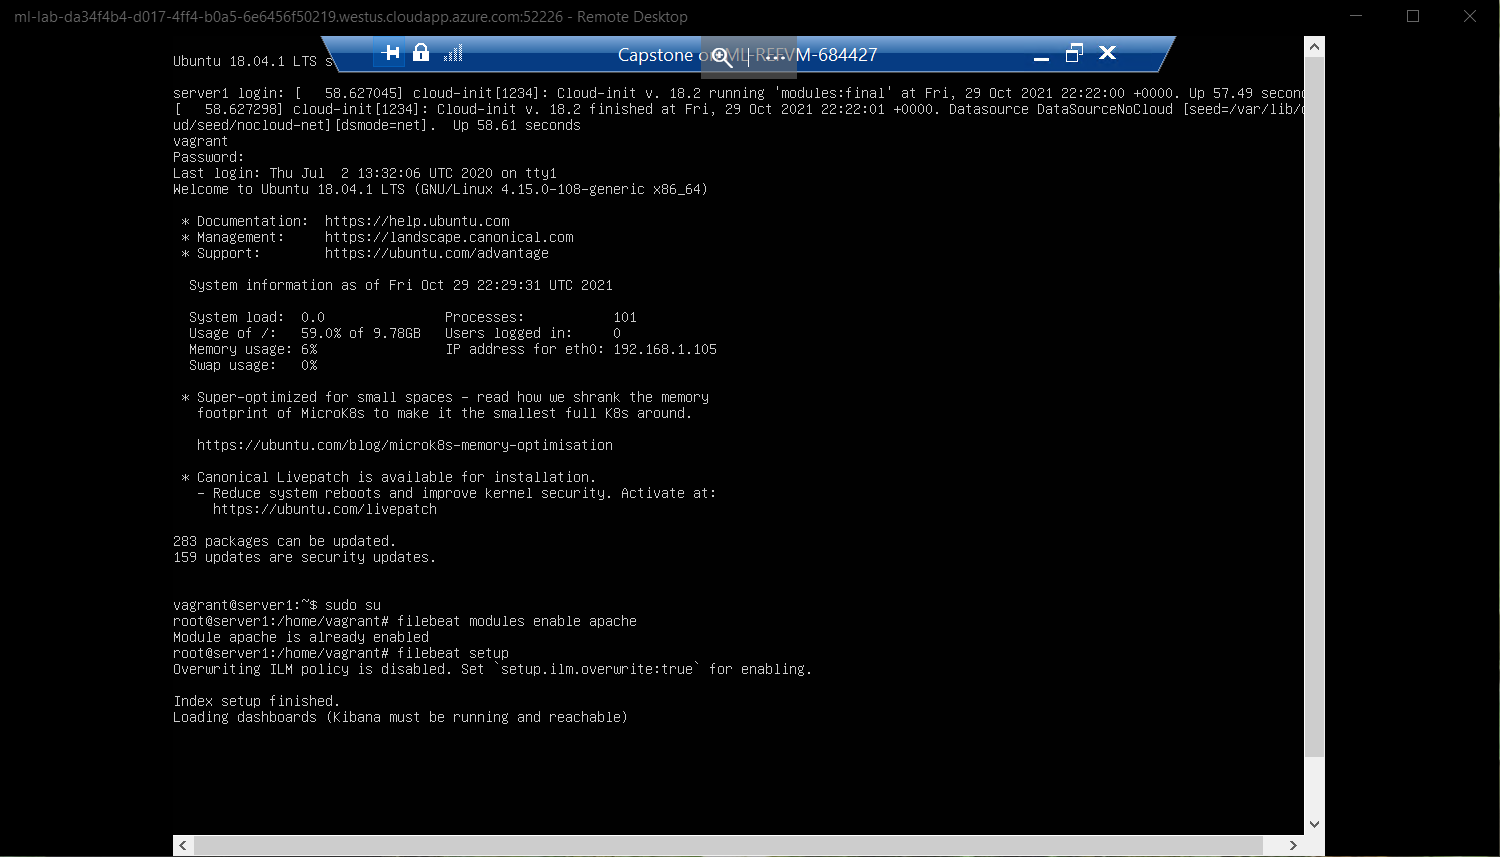 ml-lab-da34f4b4-d017-4ff4-b0a5-6e6456f50219.westus.cloudapp.azure.com:52226 - Remote Desktop
Capstone on ML-REFVM-684427
Ubuntu 18.04.1 LTS s
server1 login: [   58.627045] cloud-init[1234]: Cloud-init v. 18.2 running 'modules:final' at Fri, 29 Oct 2021 22:22:00 +0000. Up 57.49 secon
[   58.627298] cloud-init[1234]: Cloud-init v. 18.2 finished at Fri, 29 Oct 2021 22:22:01 +0000. Datasource DataSourceNoCloud [seed=/var/lib/c
ud/seed/nocloud-net][dsmode=net].  Up 58.61 seconds
vagrant
Password:
Last login: Thu Jul  2 13:32:06 UTC 2020 on tty1
Welcome to Ubuntu 18.04.1 LTS (GNU/Linux 4.15.0-108-generic x86_64)
* Documentation:  https://help.ubuntu.com
* Management:     https://landscape.canonical.com
* Support:        https://ubuntu.com/advantage
System information as of Fri Oct 29 22:29:31 UTC 2021
System load:  0.0               Processes:           101
Usage of /:   59.0% of 9.78GB   Users logged in:     0
Memory usage: 6%                IP address for eth0: 192.168.1.105
Swap usage:   0%
* Super-optimized for small spaces - read how we shrank the memory
footprint of MicroK8s to make it the smallest full K8s around.
https://ubuntu.com/blog/microk8s-memory-optimisation
* Canonical Livepatch is available for installation.
- Reduce system reboots and improve kernel security. Activate at:
https://ubuntu.com/livepatch
283 packages can be updated.
159 updates are security updates.
vagrant@server1:~$ sudo su
root@server1:/home/vagrant# filebeat modules enable apache
Module apache is already enabled
root@server1:/home/vagrant# filebeat setup
Overwriting ILM policy is disabled. Set `setup.ilm.overwrite:true` for enabling.
Index setup finished.
Loading dashboards (Kibana must be running and reachable)